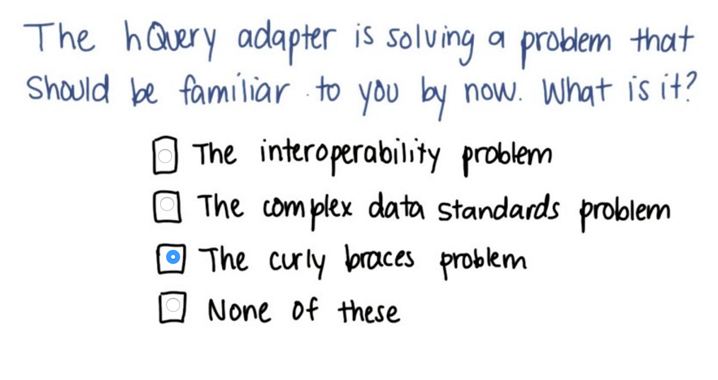 The hQuery adapter is solving a problem that
should be familiar to you by now. What is it?
The interoperability problem
The complex data standards problem
The curly braces problem
None of these